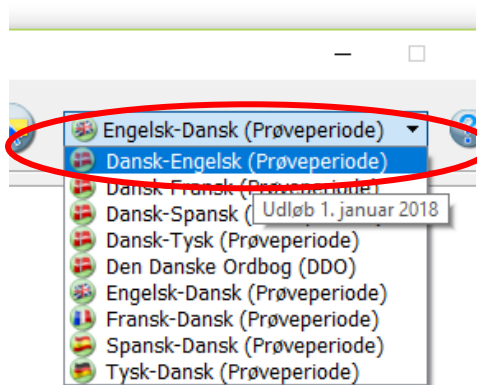 Engelsk-Dansk (Prøveperiode)
Dansk-Engelsk (Prøveperiode)
Dansk-Fransk (Prøveperiode)
Dansk-Spansk (
Udløb 1. januar 2018
Dansk-Tysk (Prøveperiode)
Den Danske Ordbog (DDO)
Engelsk-Dansk (Prøveperiode)
Fransk-Dansk (Prøveperiode)
Spansk-Dansk (Prøveperiode)
Tysk-Dansk (Prøveperiode)